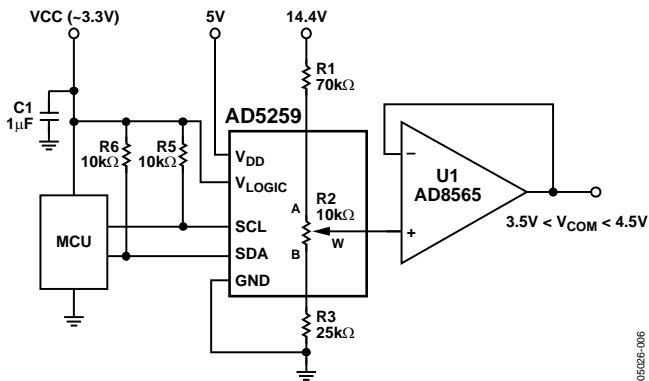 VCC (~3.3V)
5V
14.4V
R1
70kΩ
C1
1μF
AD5259
R6
10kΩ
R5
10kΩ
VDD
VLOGIC
SCL
SDA
GND
MCU
A
R2
10kΩ
B
W
R3
25kΩ
−
+
U1
AD8565
3.5V < VCOM < 4.5V
05026-006